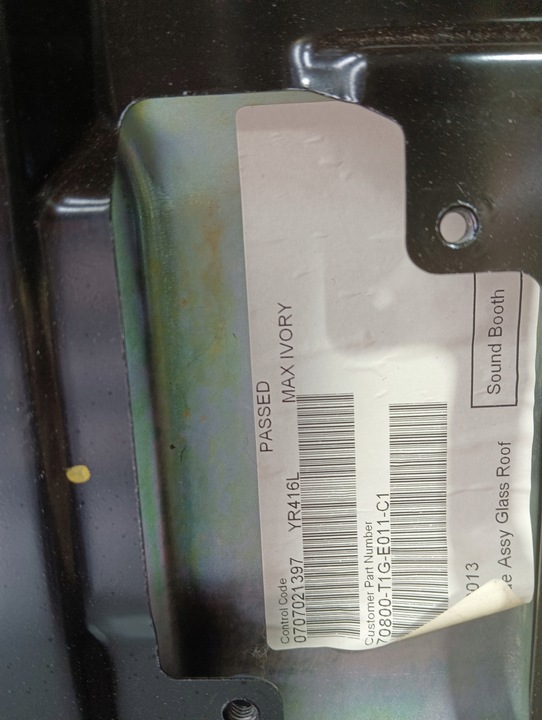 PASSED
MAX IVORY
Control Code
0707021397 YR416L
Customer Part Number
70800-T1G-E011-C1
Sound Booth
013
Assy Glass Roof